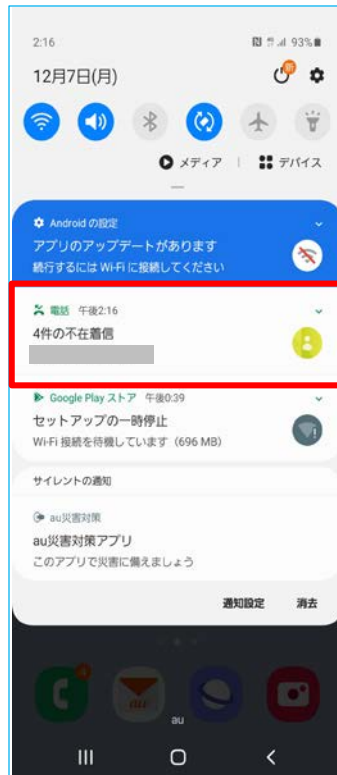 2:16 93%
12月7日(月)
新
メディア | デバイス
Android の設定
アプリのアップデートがあります
続行するには Wi-Fi に接続してください
電話 午後2:16
4件の不在着信
Google Play ストア 午後0:39
セットアップの一時停止
Wi-Fi 接続を待機しています（696 MB）
サイレントの通知
au災害対策
au災害対策アプリ
このアプリで災害に備えましょう
通知設定 消去
4
au
au